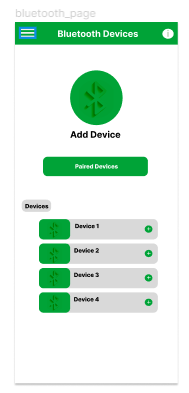 bluetooth_page
Bluetooth Devices
Add Device
Paired Devices
Devices
Device 1
Device 2
Device 3
Device 4